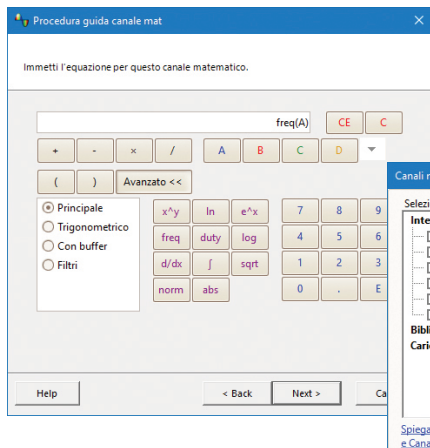 Procedura guida canale mat
Immetti l'equazione per questo canale matematico.
freq(A) CE C
+ - × / A B C D
( ) Avanzato <<
Principale
Trigonometrico
Con buffer
Filtri
x^y ln e^x 7 8 9
freq duty log 4 5 6
d/dx ∫ sqrt 1 2 3
norm abs 0 . E
Help < Back Next > Ca
Canali r
Selezi
Inte
Bibli
Cari
Spiega
e Cana